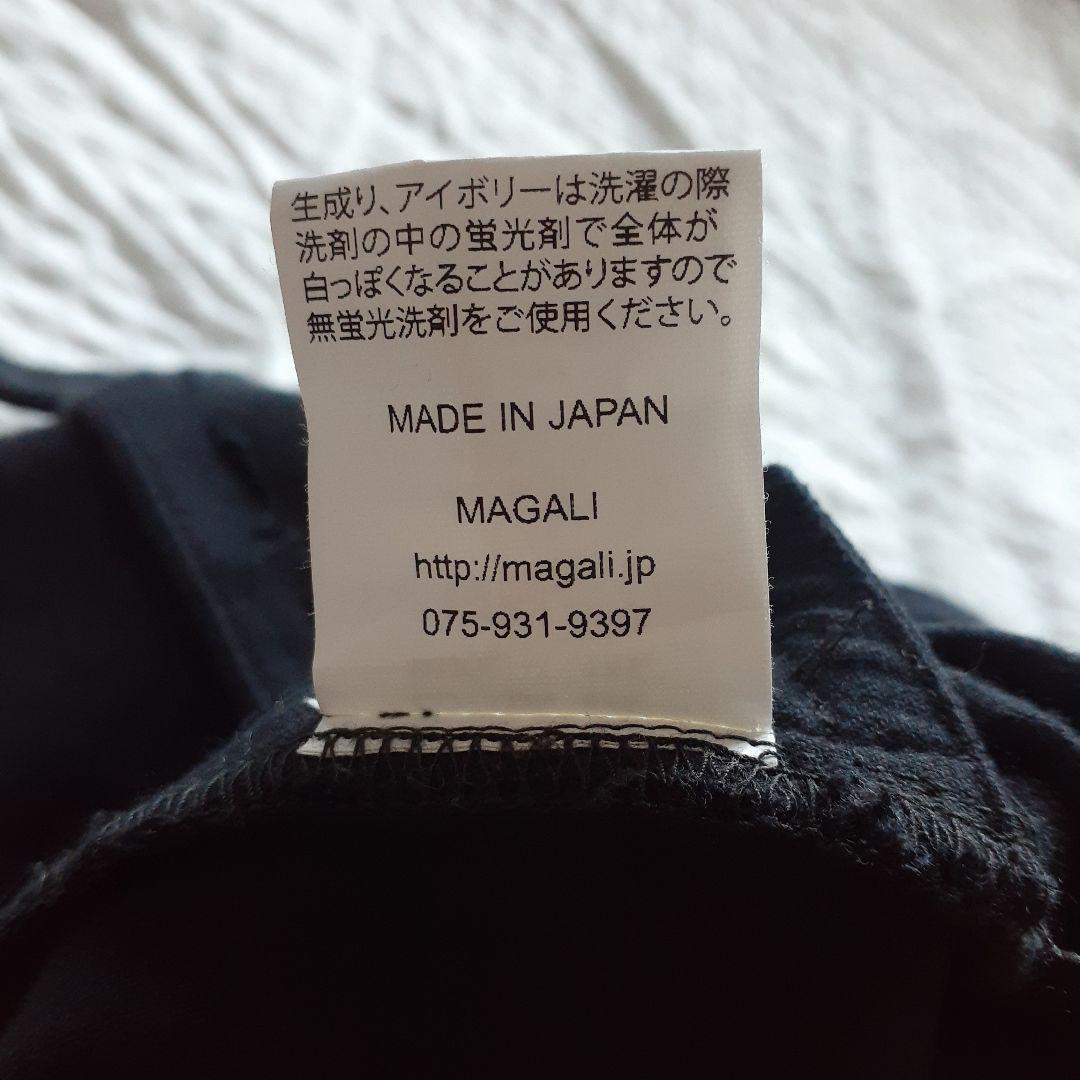 生成り、アイボリーは洗濯の際
洗剤の中の蛍光剤で全体が
白っぽくなることがありますので
無蛍光洗剤をご使用ください。
MADE IN JAPAN
MAGALI
http://magali.jp
075-931-9397